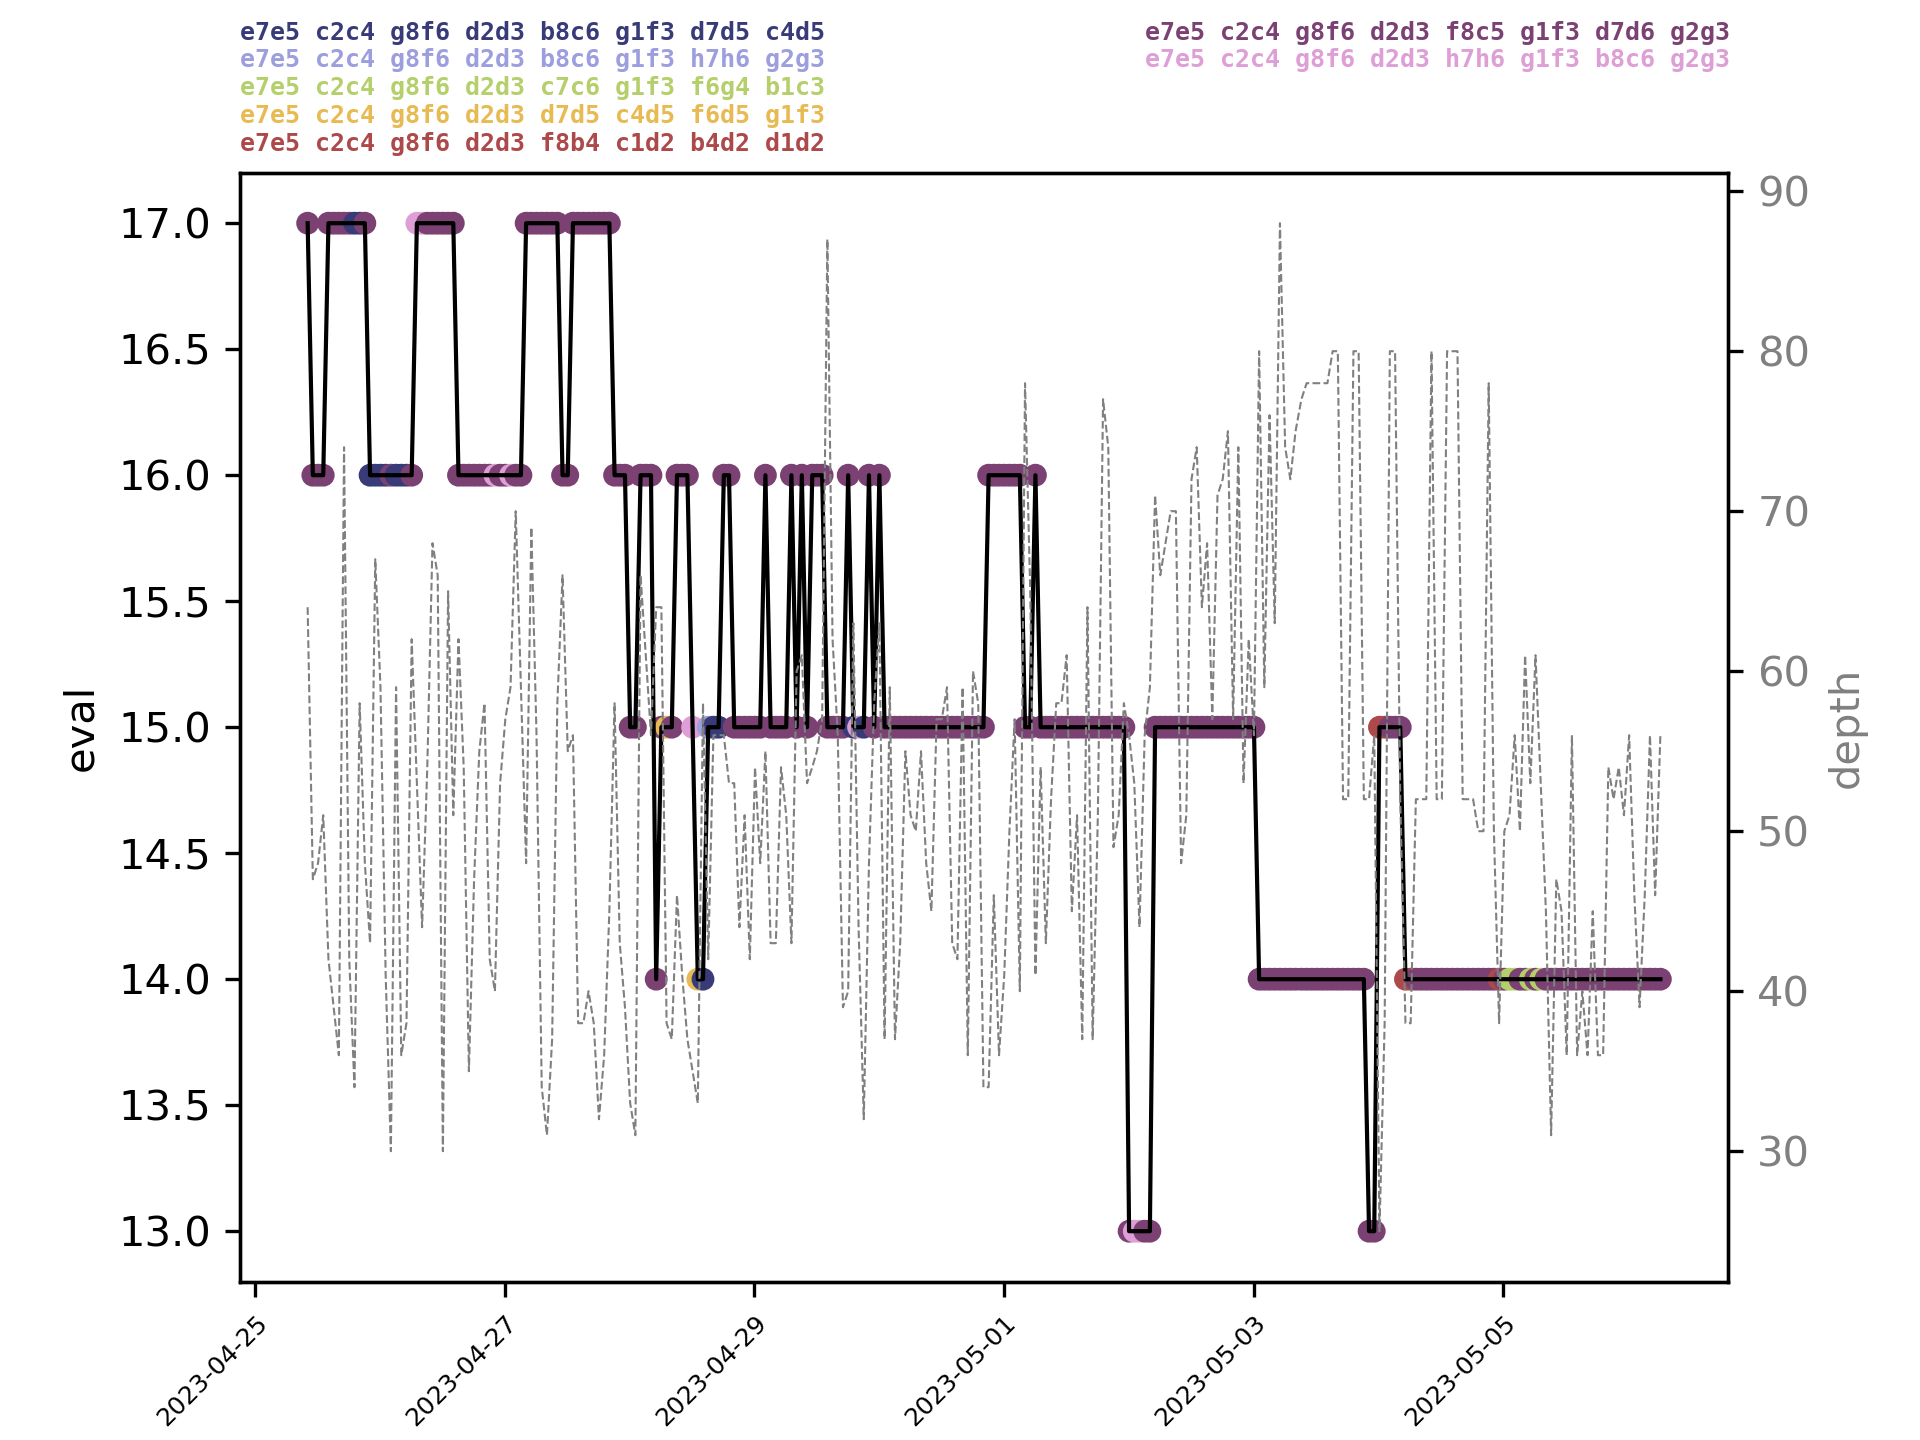 e7e5 c2c4 g8f6 d2d3 b8c6 g1f3 d7d5 c4d5
e7e5 c2c4 g8f6 d2d3 b8c6 g1f3 h7h6 g2g3
e7e5 c2c4 g8f6 d2d3 c7c6 g1f3 f6g4 b1c3
e7e5 c2c4 g8f6 d2d3 d7d5 c4d5 f6d5 g1f3
e7e5 c2c4 g8f6 d2d3 f8b4 c1d2 b4d2 d1d2
e7e5 c2c4 g8f6 d2d3 f8c5 g1f3 d7d6 g2g3
e7e5 c2c4 g8f6 d2d3 h7h6 g1f3 b8c6 g2g3
17.0
16.5
16.0
15.5
15.0
14.5
14.0
13.5
13.0
eval
90
80
70
60
50
40
30
depth
2023-04-25
2023-04-27
2023-04-29
2023-05-01
2023-05-03
2023-05-05